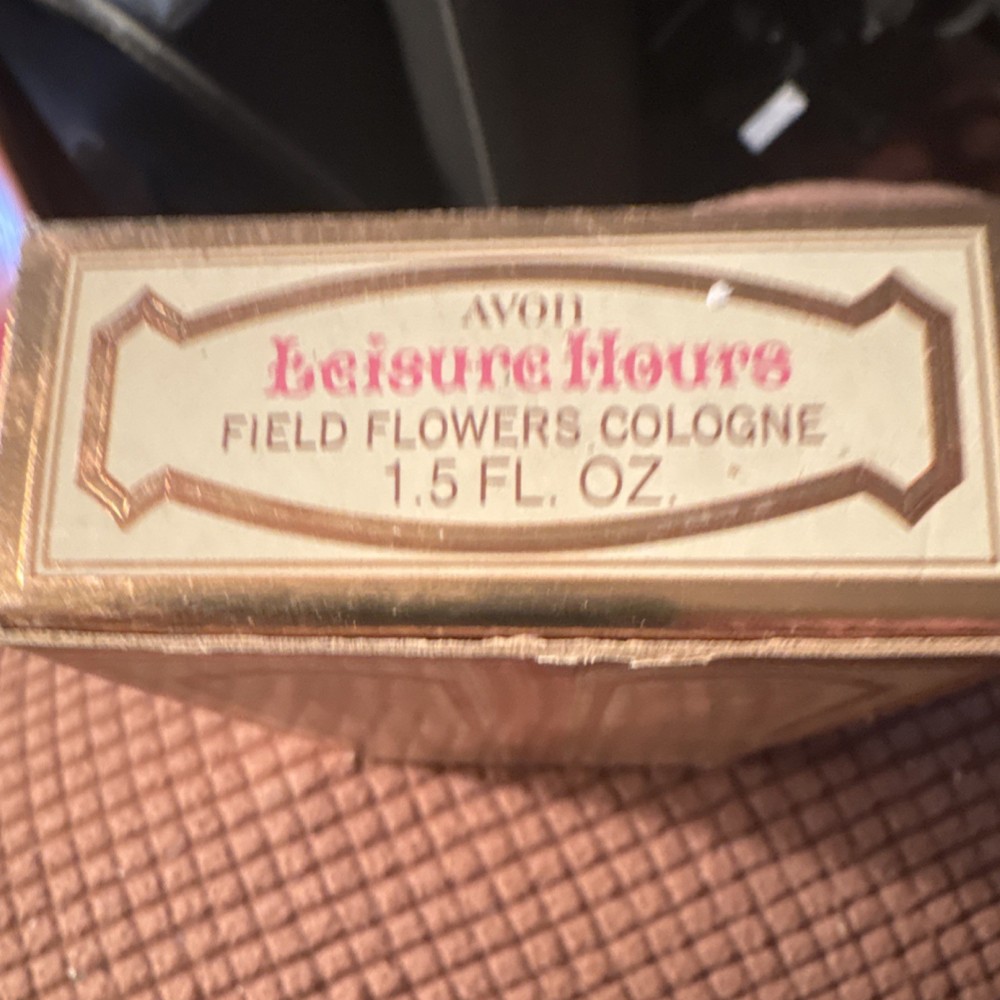 AVON
Leisure Hours
FIELD FLOWERS COLOGNE
1.5 FL. OZ.